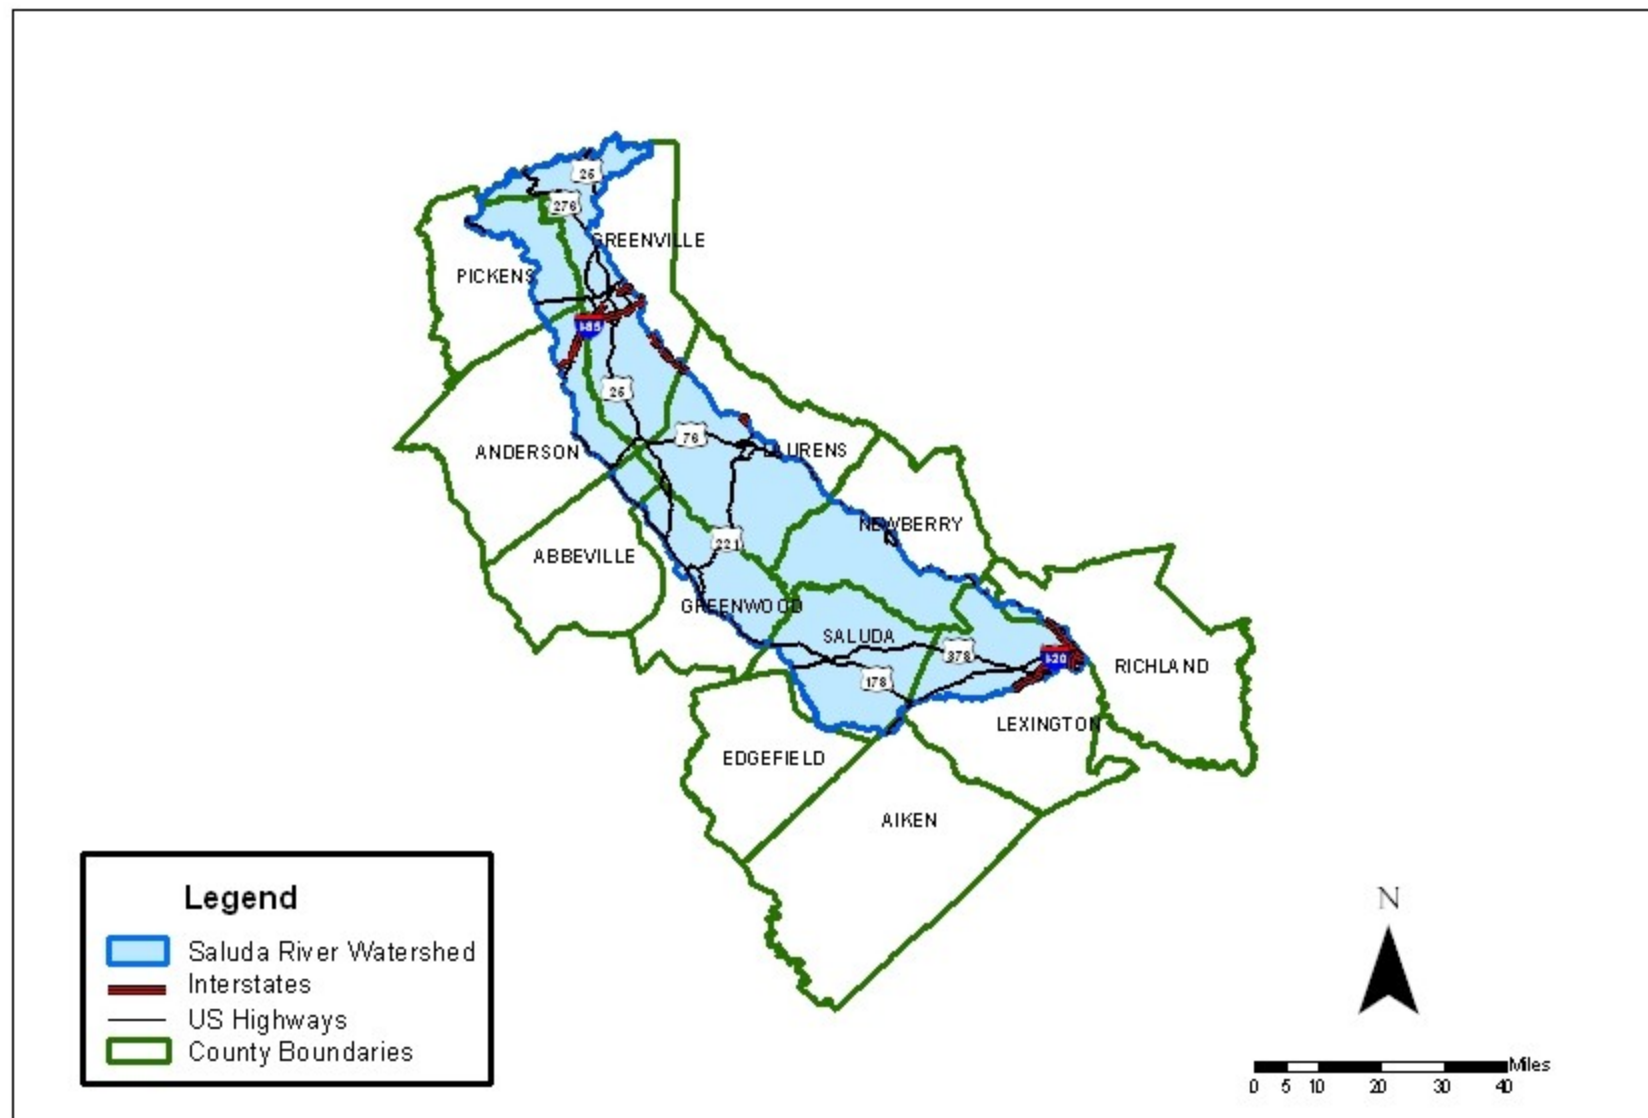 25
276
GREENVILLE
PICKENS
I-85
25
ANDERSON
76
LAURENS
NEWBERRY
221
ABBEVILLE
GREENWOOD
SALUDA
378
I-20
RICHLAND
178
LEXINGTON
EDGEFIELD
AIKEN
Legend
Saluda River Watershed
Interstates
US Highways
County Boundaries
N
Miles
0 5 10 20 30 40